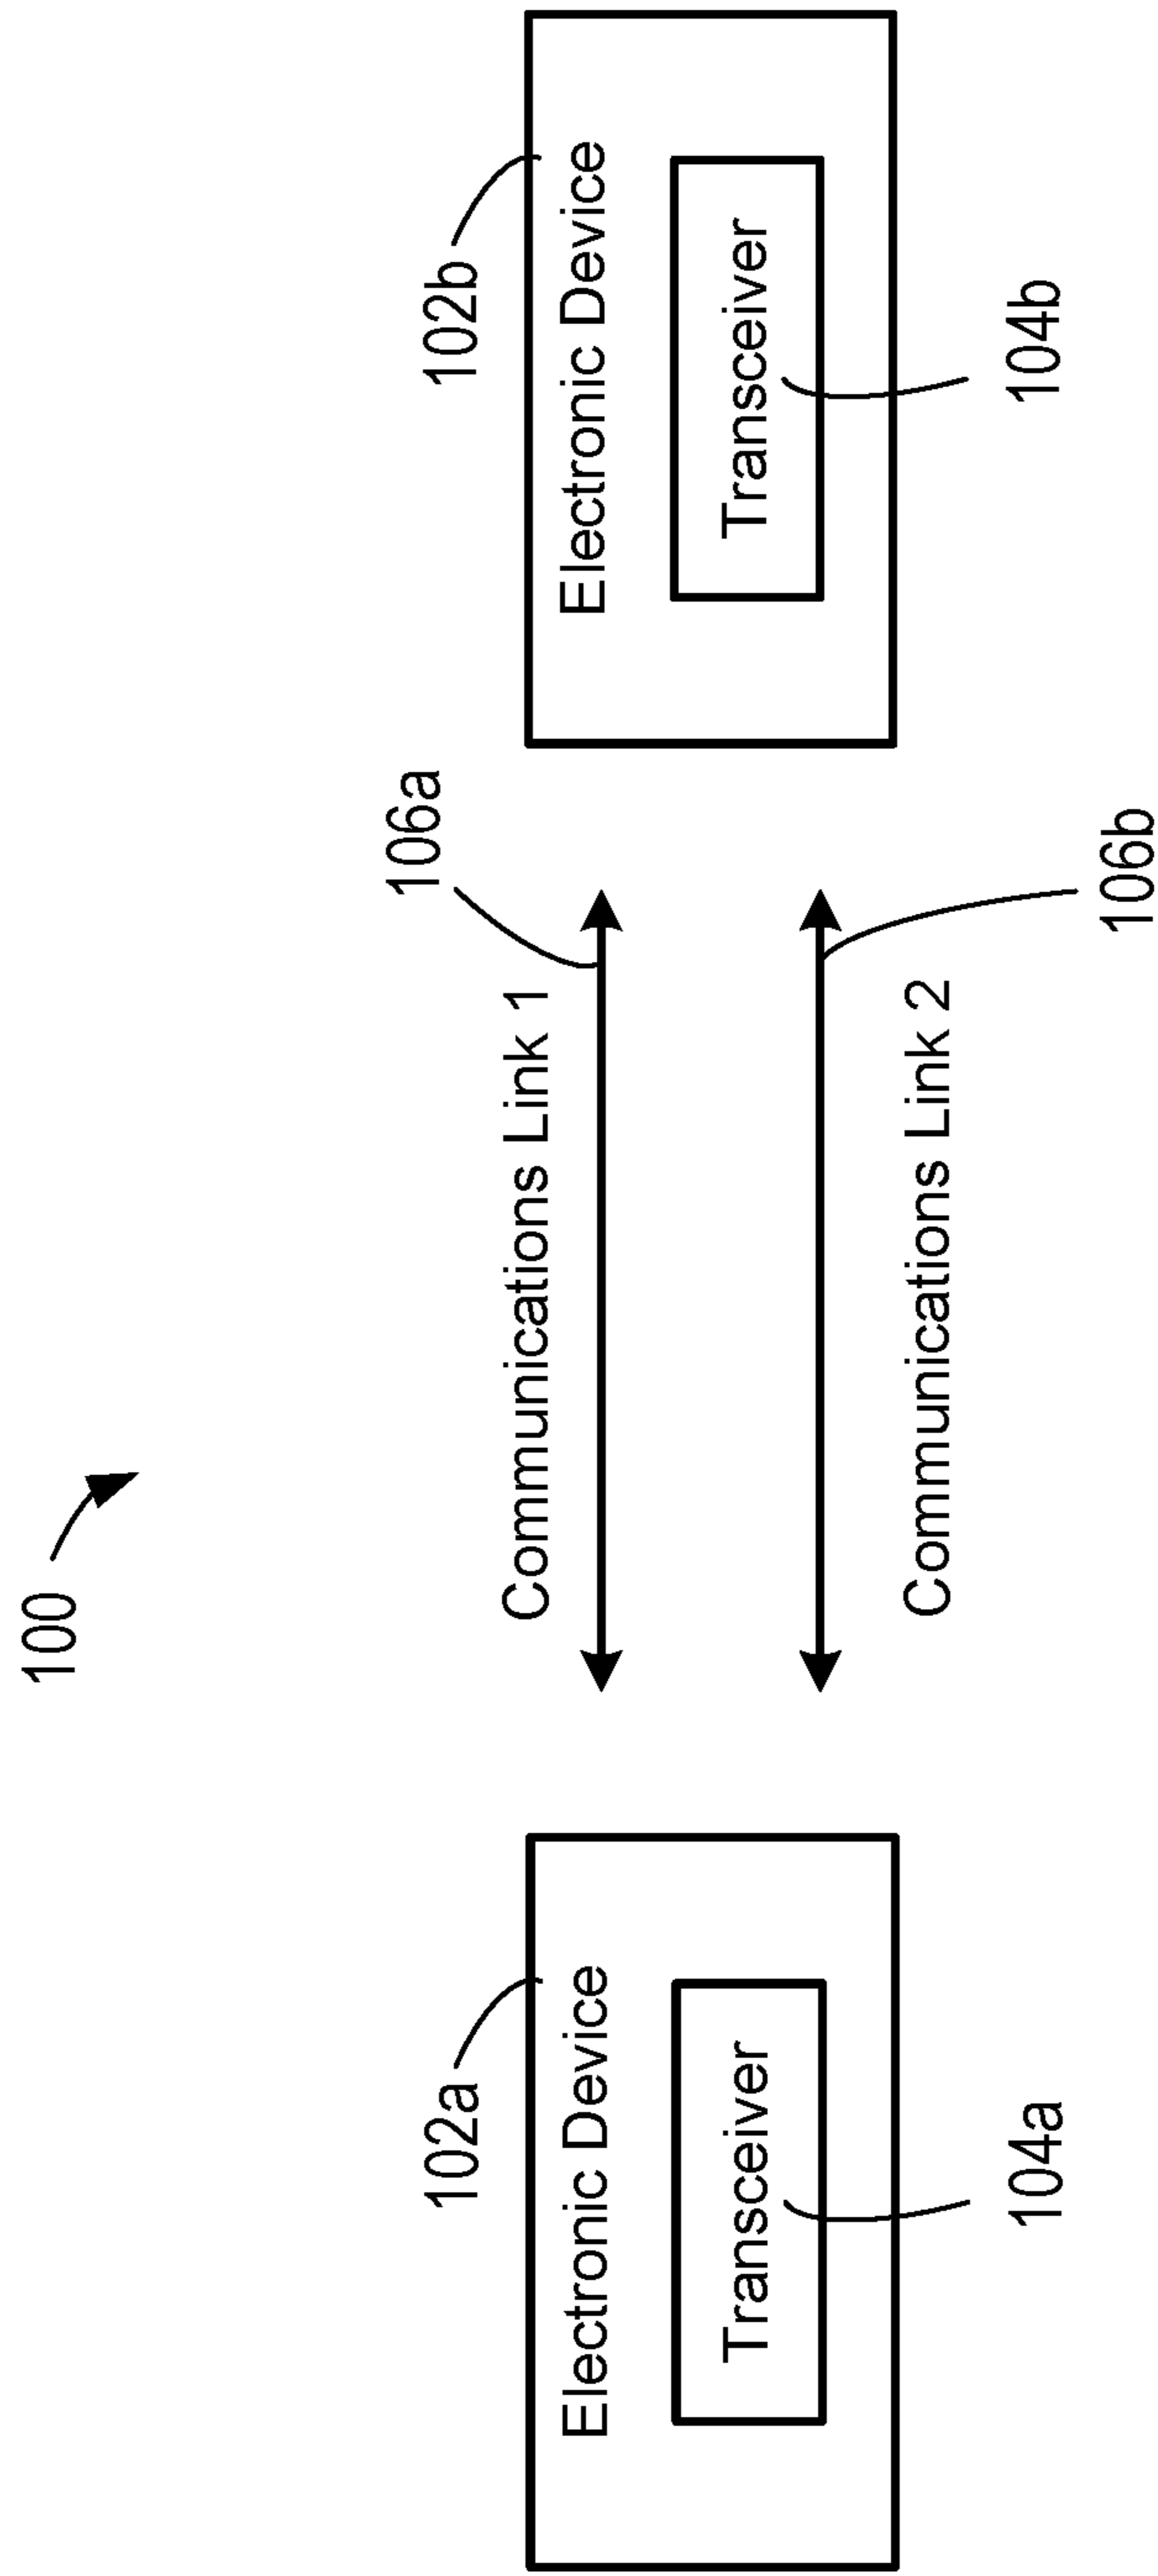 100
102a
Electronic Device
Transceiver
104a
106a
Communications Link 1
Communications Link 2
106b
102b
Electronic Device
Transceiver
104b